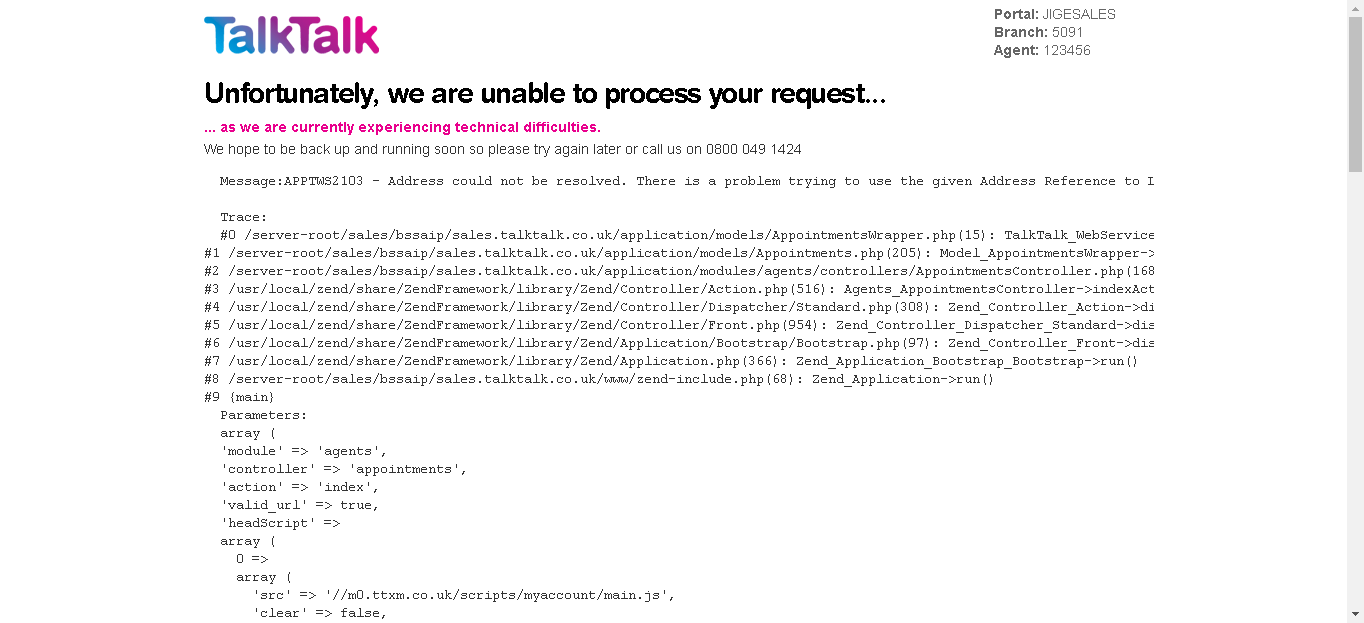 TalkTalk
Portal: JIGESALES
Branch: 5091
Agent: 123456
Unfortunately, we are unable to process your request...
... as we are currently experiencing technical difficulties.
We hope to be back up and running soon so please try again later or call us on 0800 049 1424
Message:APPTWS2103 - Address could not be resolved. There is a problem trying to use the given Address Reference to I
Trace:
#0 /server-root/sales/bssaip/sales.talktalk.co.uk/application/models/AppointmentsWrapper.php(15): TalkTalk_WebService
#1 /server-root/sales/bssaip/sales.talktalk.co.uk/application/models/Appointments.php(205): Model_AppointmentsWrapper->
#2 /server-root/sales/bssaip/sales.talktalk.co.uk/application/modules/agents/controllers/AppointmentsController.php(168
#3 /usr/local/zend/share/ZendFramework/library/Zend/Controller/Action.php(516): Agents_AppointmentsController->indexAct
#4 /usr/local/zend/share/ZendFramework/library/Zend/Controller/Dispatcher/Standard.php(308): Zend_Controller_Action->di
#5 /usr/local/zend/share/ZendFramework/library/Zend/Controller/Front.php(954): Zend_Controller_Dispatcher_Standard->dis
#6 /usr/local/zend/share/ZendFramework/library/Zend/Application/Bootstrap/Bootstrap.php(97): Zend_Controller_Front->dis
#7 /usr/local/zend/share/ZendFramework/library/Zend/Application.php(366): Zend_Application_Bootstrap_Bootstrap->run()
#8 /server-root/sales/bssaip/sales.talktalk.co.uk/www/zend-include.php(68): Zend_Application->run()
#9 {main}
Parameters:
array (
'module' => 'agents',
'controller' => 'appointments',
'action' => 'index',
'valid_url' => true,
'headScript' =>
array (
0 =>
array (
'src' => '//m0.ttxm.co.uk/scripts/myaccount/main.js',
'clear' => false,